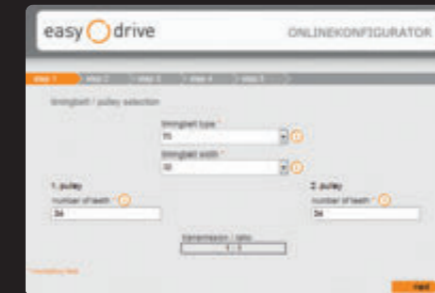 easy drive
ONLINEKONFIGURATOR
step 1 step 2 step 3 step 4 step 5
timingbelt / pulley selection
timingbelt type *
timingbelt width *
10
1. pulley 2. pulley
number of teeth * number of teeth *
36 36
transmission / ratio
1 : 1
next